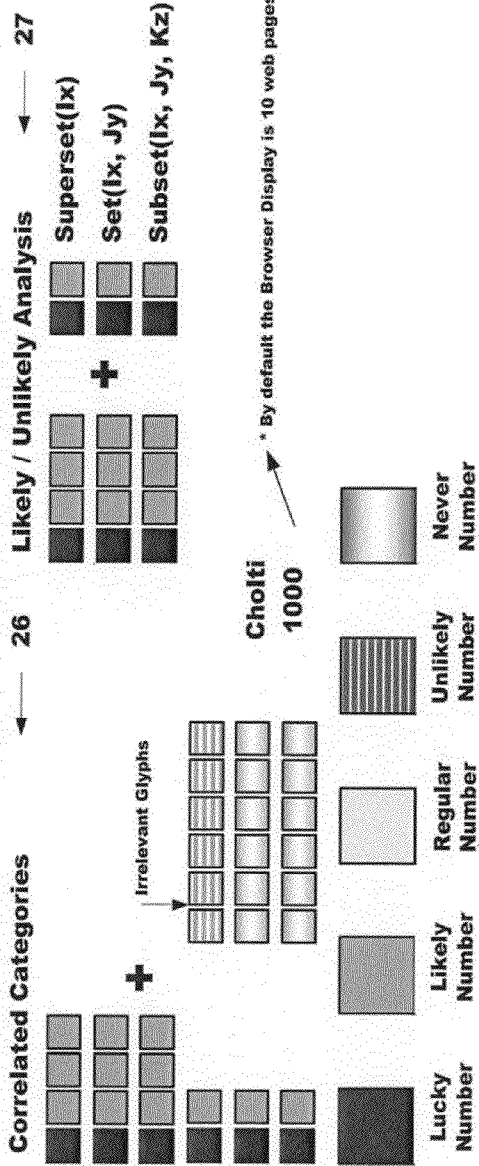 Correlated Categories
26
Likely / Unlikely Analysis
27
Superset(Ix)
Set(Ix, Jy)
Subset(Ix, Jy, Kz)
Irrelevant Glyphs
Cholti
1000
* By default the Browser Display is 10 web pages
Lucky
Number
Likely
Number
Regular
Number
Unlikely
Number
Never
Number